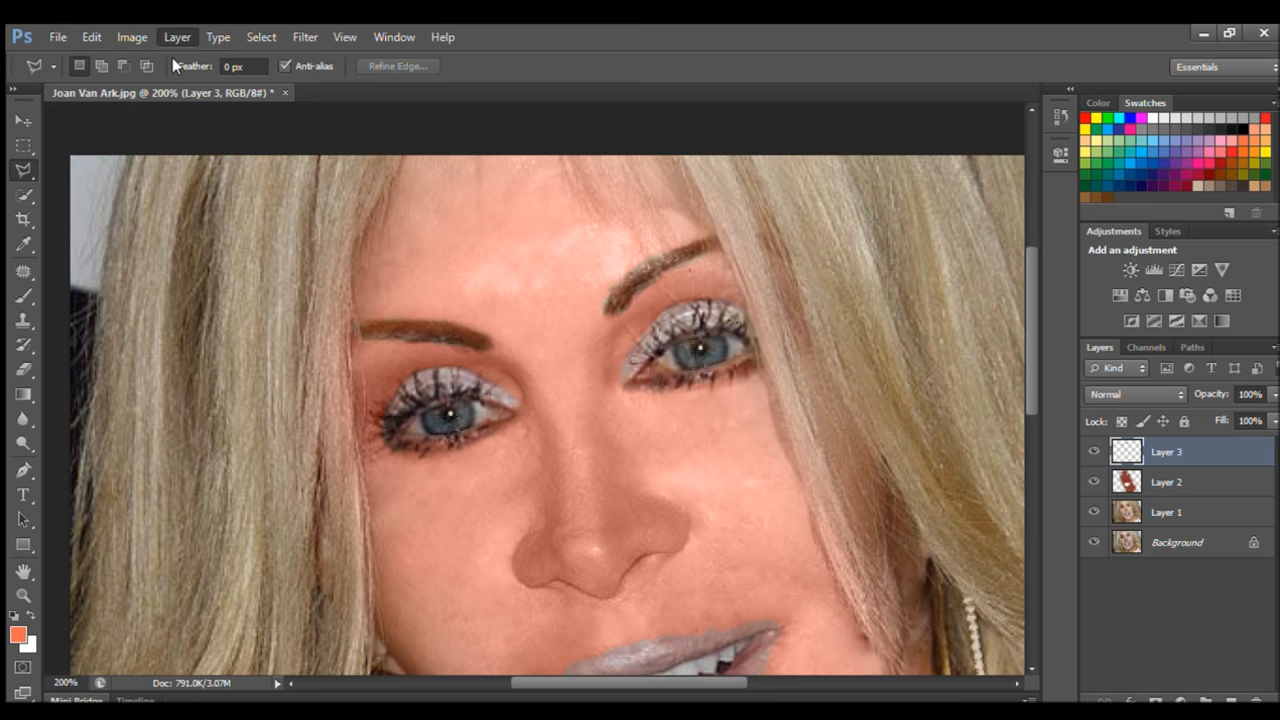 Ps File Edit Image Layer Type Select Filter View Window Help
Feather: 0 px Anti-alias Refine Edge... Essentials
Joan Van Ark.jpg @ 200% (Layer 3, RGB/8#) * ×
Color Swatches
Adjustments Styles
Add an adjustment
Layers Channels Paths
Kind
Normal Opacity: 100%
Lock: Fill: 100%
Layer 3
Layer 2
Layer 1
Background
200% Doc: 791.0K/3.07M
Mini Bridge Timeline